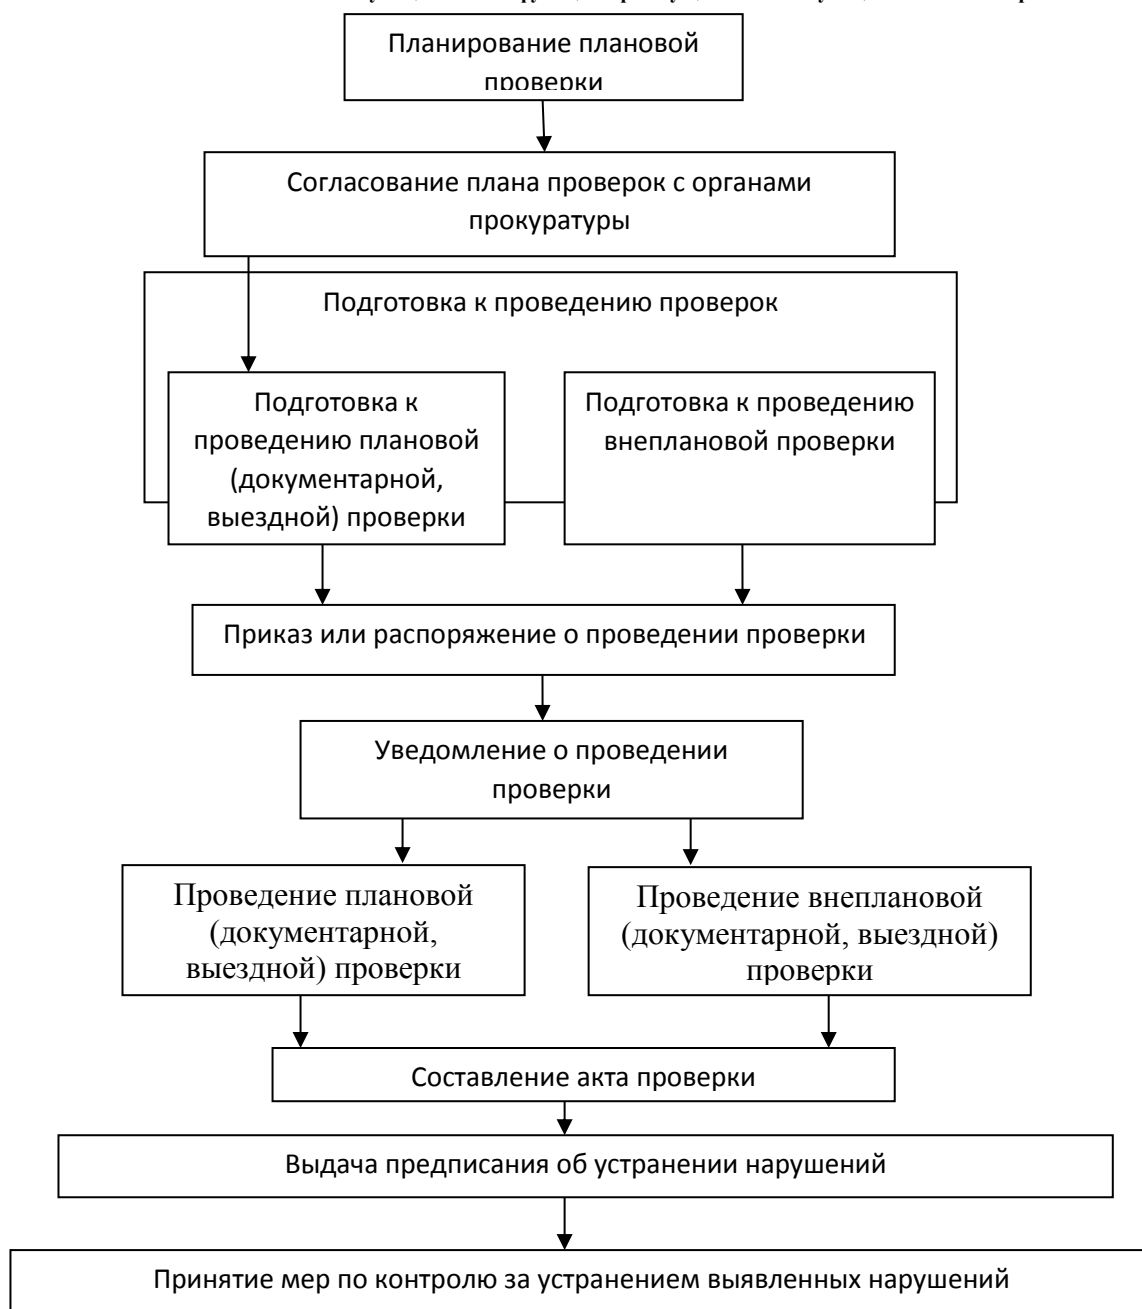 Планирование плановой
проверки
Согласование плана проверок с органами
прокуратуры
Подготовка к проведению проверок
Подготовка к
проведению плановой
(документарной,
выездной) проверки
Подготовка к проведению
внеплановой проверки
Приказ или распоряжение о проведении проверки
Уведомление о проведении
проверки
Проведение плановой
(документарной,
выездной) проверки
Проведение внеплановой
(документарной, выездной)
проверки
Составление акта проверки
Выдача предписания об устранении нарушений
Принятие мер по контролю за устранением выявленных нарушений